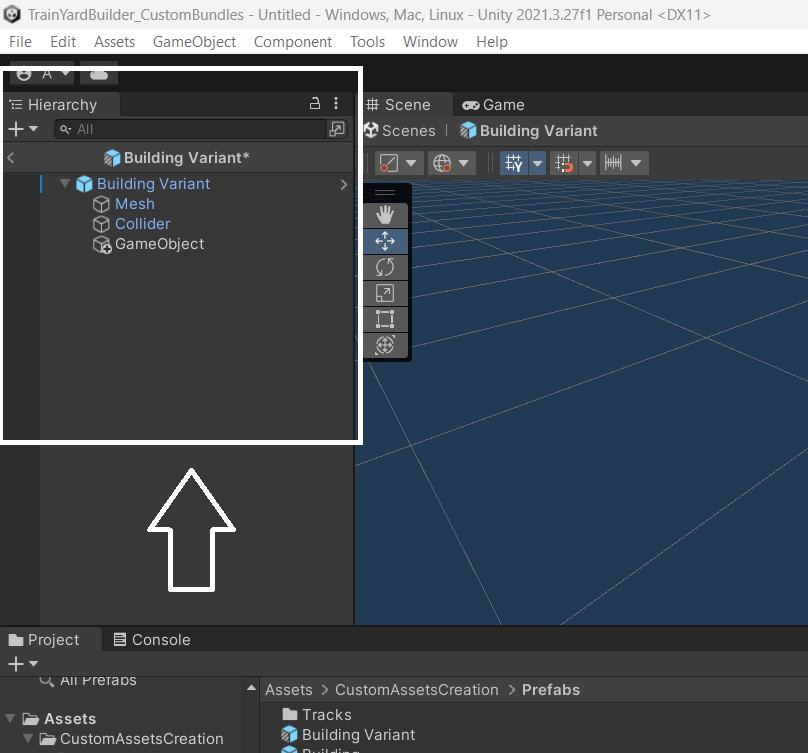 TrainYardBuilder_CustomBundles - Untitled - Windows, Mac, Linux - Unity 2021.3.27f1 Personal <DX11>
File Edit Assets GameObject Component Tools Window Help
A
Hierarchy
Scene Game
All
Scenes | Building Variant
Building Variant*
Building Variant
Mesh
Collider
GameObject
Project Console
All Prefabs
Assets > CustomAssetsCreation > Prefabs
Tracks
Assets
Building Variant
CustomAssetsCreation
Building